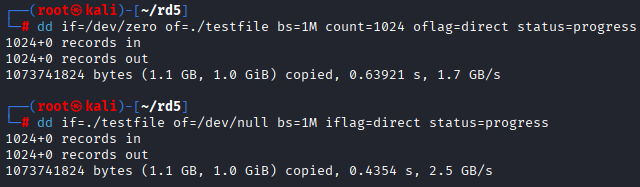 ┌──(root㉿kali)-[~/rd5]
└─# dd if=/dev/zero of=./testfile bs=1M count=1024 oflag=direct status=progress
1024+0 records in
1024+0 records out
1073741824 bytes (1.1 GB, 1.0 GiB) copied, 0.63921 s, 1.7 GB/s
┌──(root㉿kali)-[~/rd5]
└─# dd if=./testfile of=/dev/null bs=1M iflag=direct status=progress
1024+0 records in
1024+0 records out
1073741824 bytes (1.1 GB, 1.0 GiB) copied, 0.4354 s, 2.5 GB/s